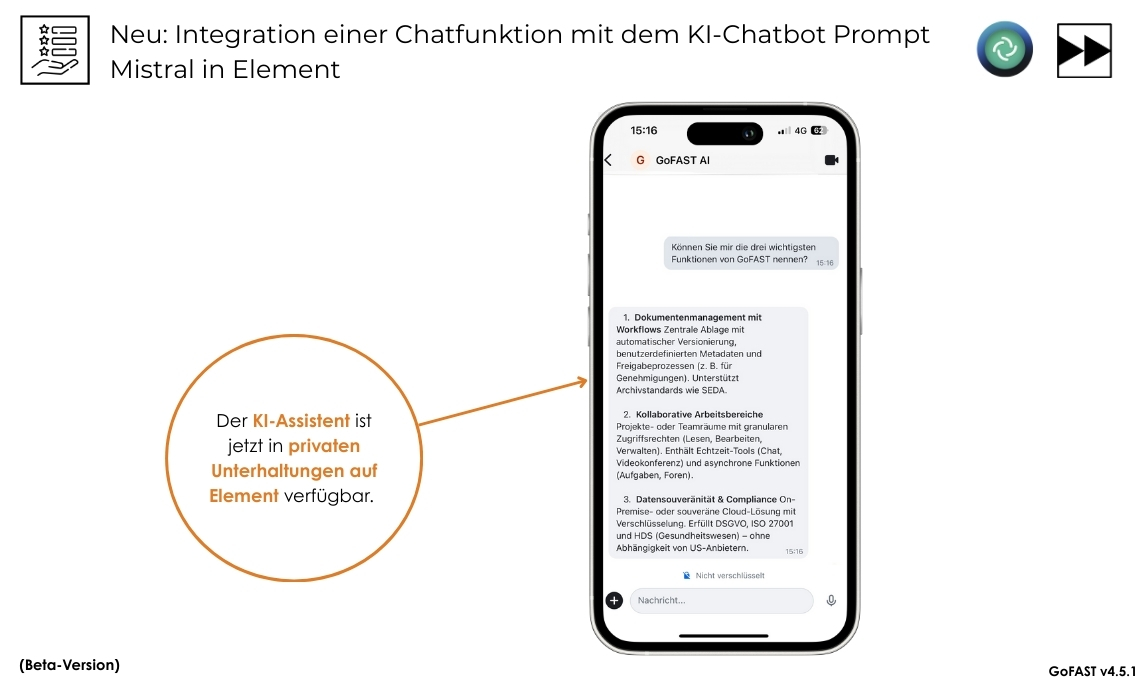 Neu: Integration einer Chatfunktion mit dem KI-Chatbot Prompt
Mistral in Element
15:16
4G
62
G
GoFAST AI
Können Sie mir die drei wichtigsten
Funktionen von GoFAST nennen?
15:16
1. Dokumentenmanagement mit
Workflows Zentrale Ablage mit
automatischer Versionierung,
benutzerdefinierten Metadaten und
Freigabeprozessen (z. B. für
Genehmigungen). Unterstützt
Archivstandards wie SEDA.
2. Kollaborative Arbeitsbereiche
Projekte- oder Teamräume mit granularen
Zugriffsrechten (Lesen, Bearbeiten,
Verwalten). Enthält Echtzeit-Tools (Chat,
Videokonferenz) und asynchrone Funktionen
(Aufgaben, Foren).
3. Datensouveränität & Compliance On-
Premise- oder souveräne Cloud-Lösung mit
Verschlüsselung. Erfüllt DSGVO, ISO 27001
und HDS (Gesundheitswesen) – ohne
Abhängigkeit von US-Anbietern.
15:16
Nicht verschlüsselt
Nachricht...
Der KI-Assistent ist
jetzt in privaten
Unterhaltungen auf
Element verfügbar.
(Beta-Version)
GoFAST v4.5.1